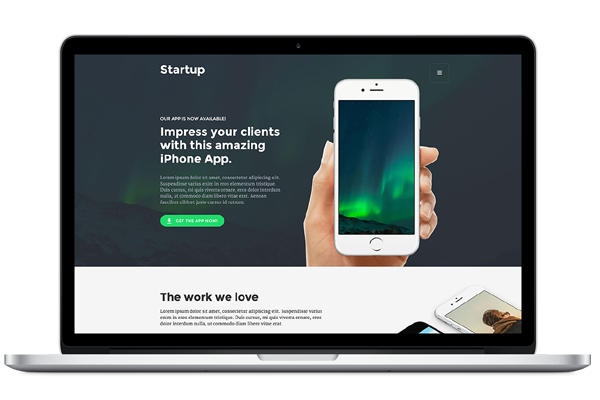 Startup
OUR APP IS NOW AVAILABLE!
Impress your clients
with this amazing
iPhone App.
Lorem ipsum dolor sit amet, consectetur adipiscing elit.
Suspendisse varius enim in eros elementum tristique.
Duis cursus, mi quis viverra ornare, eros dolor interdum
nulla, ut commodo diam libero vitae erat. Aenean
faucibus nibh et justo cursus id rutrum.
GET THE APP NOW!
The work we love
Lorem ipsum dolor sit amet, consectetur adipiscing elit. Suspendisse varius
enim in eros elementum tristique. Duis cursus, mi quis viverra ornare, eros
dolor interdum nulla, ut commodo diam libero vitae erat.